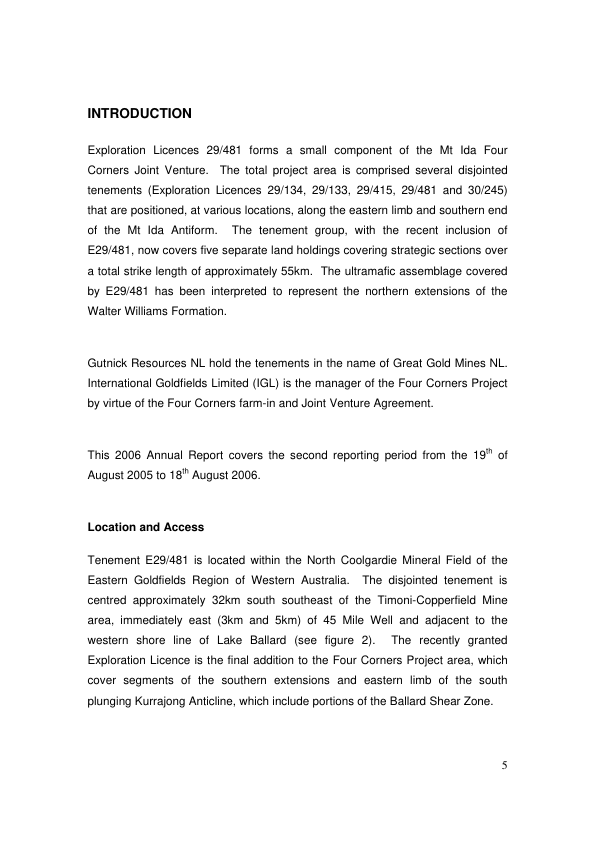 INTRODUCTION
Exploration Licences 29/481 forms a small component of the Mt Ida Four
Corners Joint Venture.  The total project area is comprised several disjointed
tenements (Exploration Licences 29/134, 29/133, 29/415, 29/481 and 30/245)
that are positioned, at various locations, along the eastern limb and southern end
of the Mt Ida Antiform.  The tenement group, with the recent inclusion of
E29/481, now covers five separate land holdings covering strategic sections over
a total strike length of approximately 55km.  The ultramafic assemblage covered
by E29/481 has been interpreted to represent the northern extensions of the
Walter Williams Formation.
Gutnick Resources NL hold the tenements in the name of Great Gold Mines NL.
International Goldfields Limited (IGL) is the manager of the Four Corners Project
by virtue of the Four Corners farm-in and Joint Venture Agreement.
This 2006 Annual Report covers the second reporting period from the 19th of
August 2005 to 18th August 2006.
Location and Access
Tenement E29/481 is located within the North Coolgardie Mineral Field of the
Eastern Goldfields Region of Western Australia.  The disjointed tenement is
centred approximately 32km south southeast of the Timoni-Copperfield Mine
area, immediately east (3km and 5km) of 45 Mile Well and adjacent to the
western shore line of Lake Ballard (see figure 2).  The recently granted
Exploration Licence is the final addition to the Four Corners Project area, which
cover segments of the southern extensions and eastern limb of the south
plunging Kurrajong Anticline, which include portions of the Ballard Shear Zone.
5